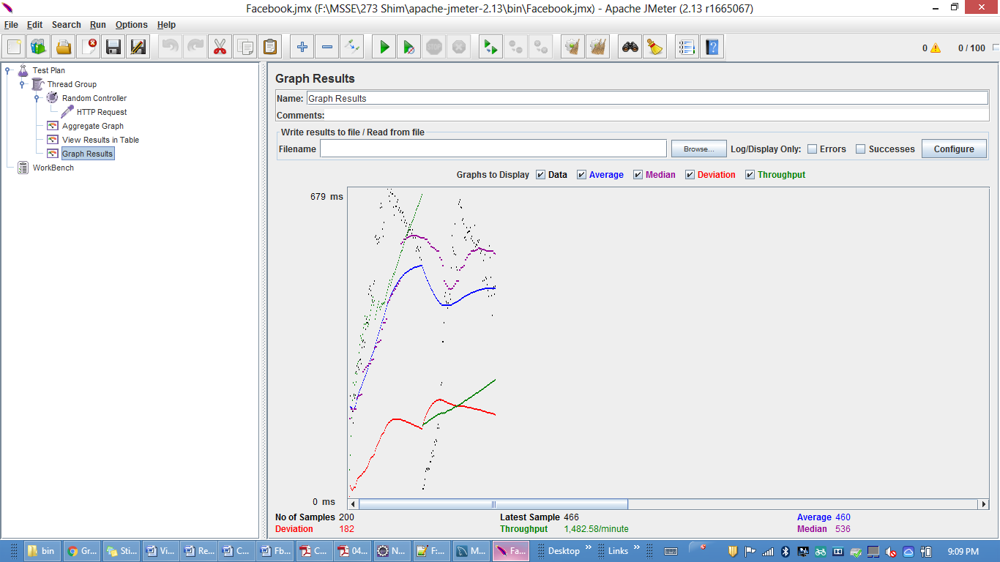 Facebook.jmx (F:\MSSE\273 Shim\apache-jmeter-2.13\bin\Facebook.jmx) - Apache JMeter (2.13 r1665067)
File Edit Search Run Options Help
STOP
0 0 / 100
Test Plan
Thread Group
Random Controller
HTTP Request
Aggregate Graph
View Results in Table
Graph Results
WorkBench
Graph Results
Name: Graph Results
Comments:
Write results to file / Read from file
Filename Browse... Log/Display Only: Errors Successes Configure
Graphs to Display Data Average Median Deviation Throughput
679 ms
0 ms
No of Samples 200 Latest Sample 466 Average 460
Deviation 182 Throughput 1,482.58/minute Median 536
bin Gr... Sti... Vi... Re... C... Fb... C... 04... N... F:... M... Fa... Desktop » Links » 9:09 PM